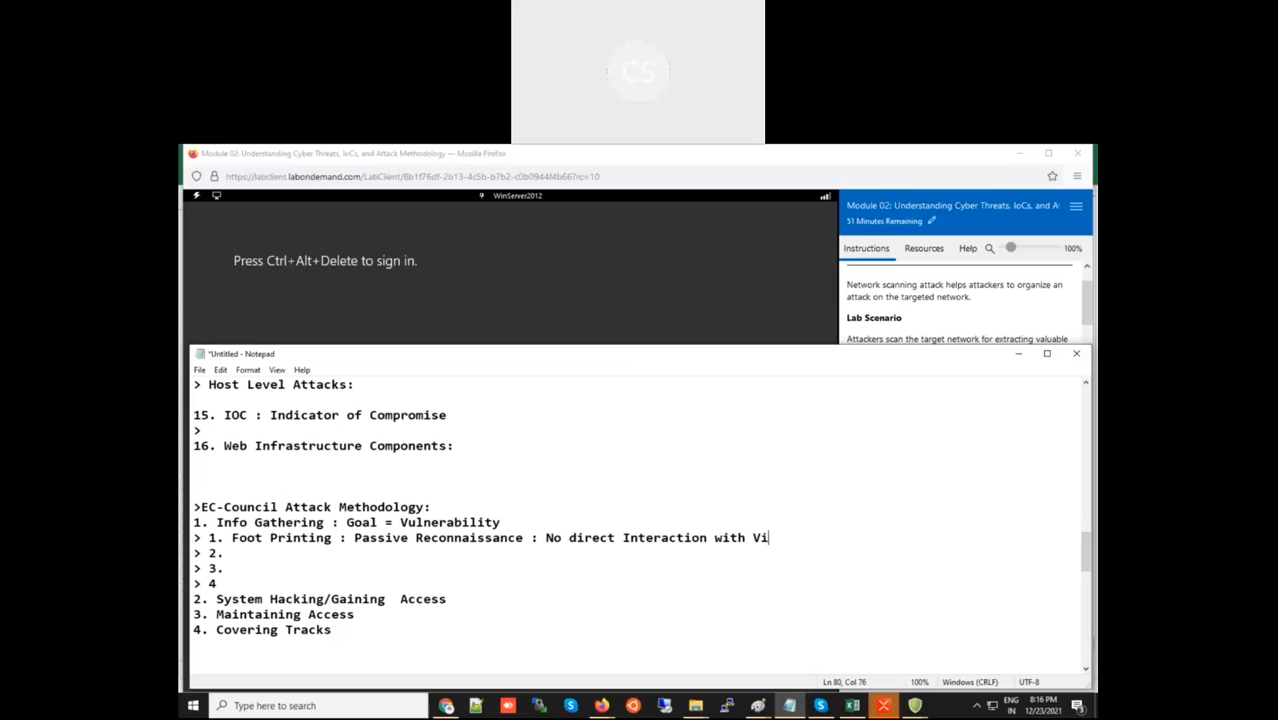 CS
Module 02: Understanding Cyber Threats, IoCs, and Attack Methodology — Mozilla Firefox
https://labclient.labondemand.com/LabClient/8b1f76df-2b13-4c5b-b7b2-c0b0944f4b66?rc=10
WinServer2012
Press Ctrl+Alt+Delete to sign in.
Module 02: Understanding Cyber Threats, IoCs, and A
51 Minutes Remaining
Instructions Resources Help 100%
Network scanning attack helps attackers to organize an
attack on the targeted network.
Lab Scenario
Attackers scan the target network for extracting valuable
*Untitled - Notepad
File Edit Format View Help
> Host Level Attacks:
15. IOC : Indicator of Compromise
>
16. Web Infrastructure Components:
>EC-Council Attack Methodology:
1. Info Gathering : Goal = Vulnerability
> 1. Foot Printing : Passive Reconnaissance : No direct Interaction with Vi
> 2.
> 3.
> 4
2. System Hacking/Gaining  Access
3. Maintaining Access
4. Covering Tracks
Ln 80, Col 76 100% Windows (CRLF) UTF-8
Type here to search
ENG
IN
8:16 PM
12/23/2021
3